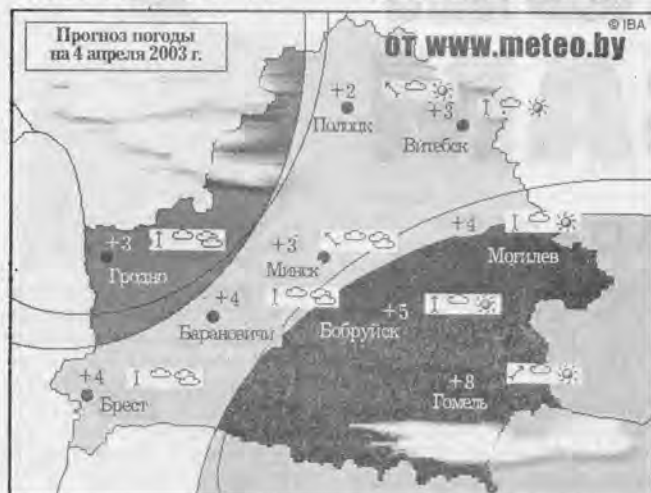 Прогноз погоды
на 4 апреля 2003 г.
© IBA
от www.meteo.by
+2
Полоцк
+3
Витебск
+3
Гродно
+3
Минск
+4
Могилев
+4
Барановичи
+5
Бобруйск
+4
Брест
+8
Гомель